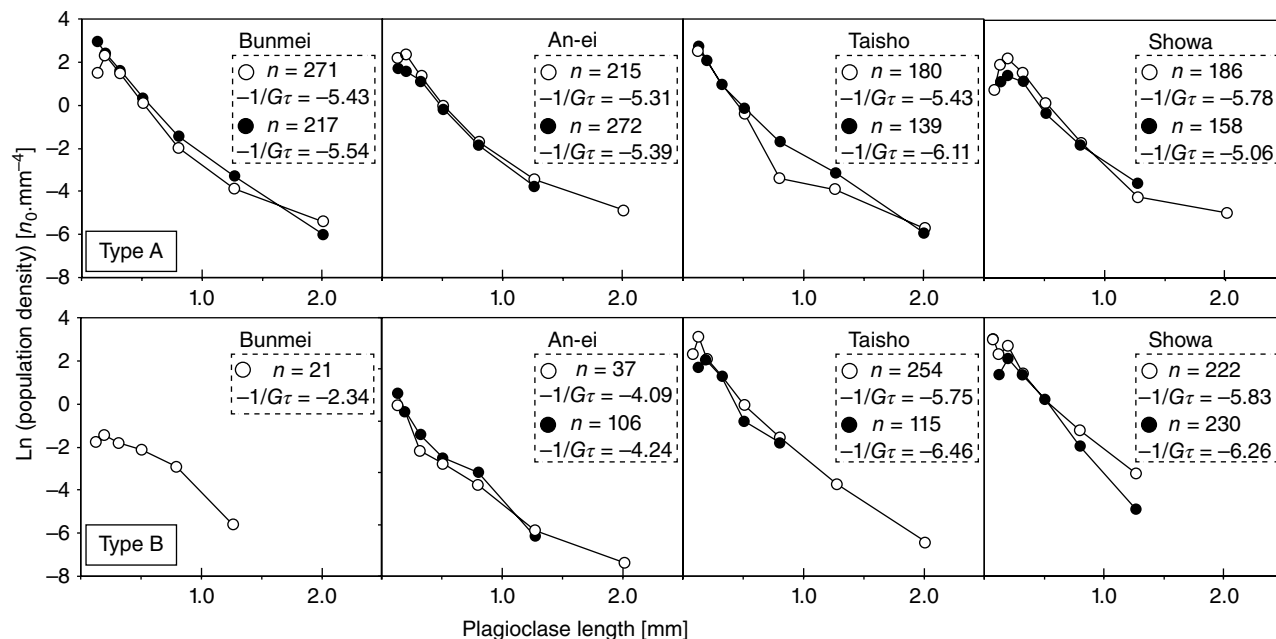 Ln (population density) [n₀.mm⁻⁴]
4
2
0
−2
−4
−6
−8
Bunmei
n = 271
−1/Gτ = −5.43
n = 217
−1/Gτ = −5.54
Type A
1.0
2.0
An-ei
n = 215
−1/Gτ = −5.31
n = 272
−1/Gτ = −5.39
1.0
2.0
Taisho
n = 180
−1/Gτ = −5.43
n = 139
−1/Gτ = −6.11
1.0
2.0
Showa
n = 186
−1/Gτ = −5.78
n = 158
−1/Gτ = −5.06
1.0
2.0
4
2
0
−2
−4
−6
−8
Bunmei
n = 21
−1/Gτ = −2.34
Type B
1.0
2.0
An-ei
n = 37
−1/Gτ = −4.09
n = 106
−1/Gτ = −4.24
1.0
2.0
Taisho
n = 254
−1/Gτ = −5.75
n = 115
−1/Gτ = −6.46
1.0
2.0
Showa
n = 222
−1/Gτ = −5.83
n = 230
−1/Gτ = −6.26
1.0
2.0
Plagioclase length [mm]